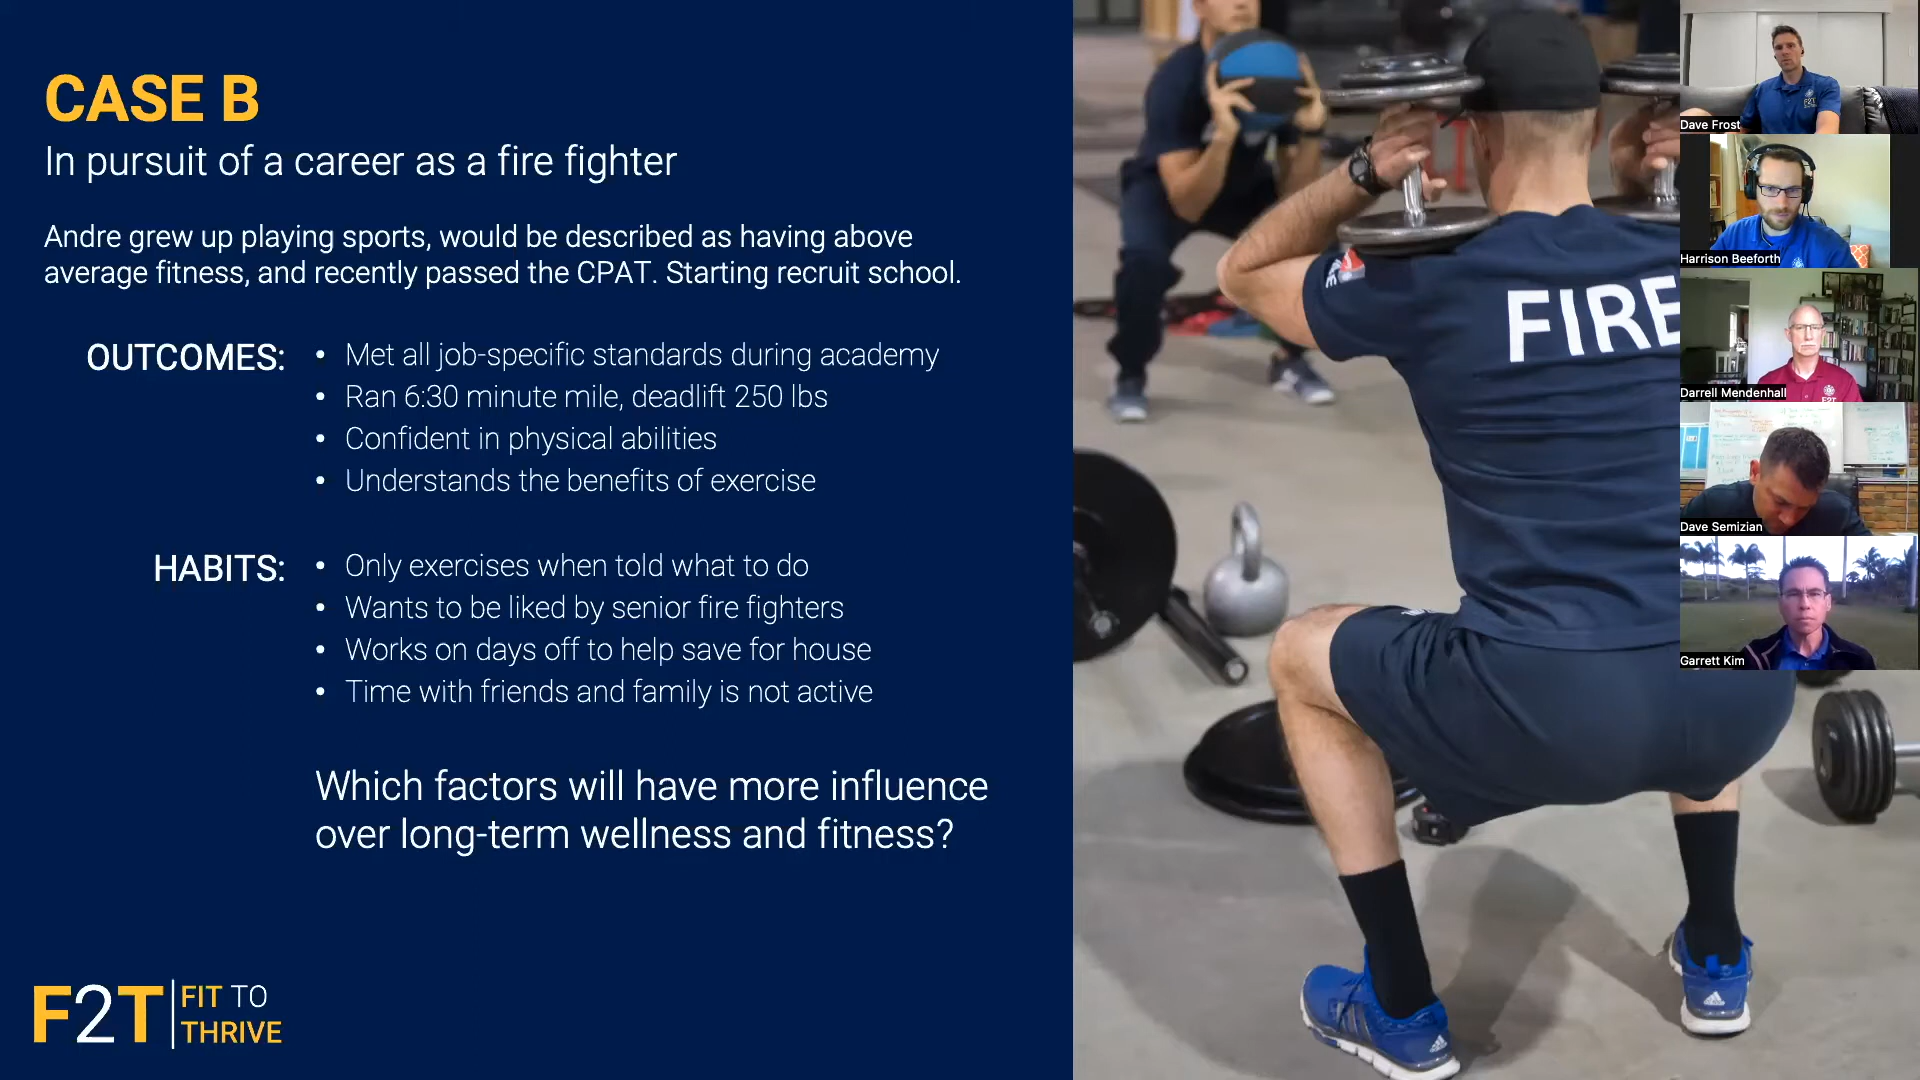 CASE B
In pursuit of a career as a fire fighter
Andre grew up playing sports, would be described as having above
average fitness, and recently passed the CPAT. Starting recruit school.
OUTCOMES:
• Met all job-specific standards during academy
• Ran 6:30 minute mile, deadlift 250 lbs
• Confident in physical abilities
• Understands the benefits of exercise
HABITS:
• Only exercises when told what to do
• Wants to be liked by senior fire fighters
• Works on days off to help save for house
• Time with friends and family is not active
Which factors will have more influence
over long-term wellness and fitness?
F2T
FIT TO
THRIVE
FIRE
Dave Frost
Harrison Beeforth
Darrell Mendenhall
F2T
Dave Semizian
Garrett Kim